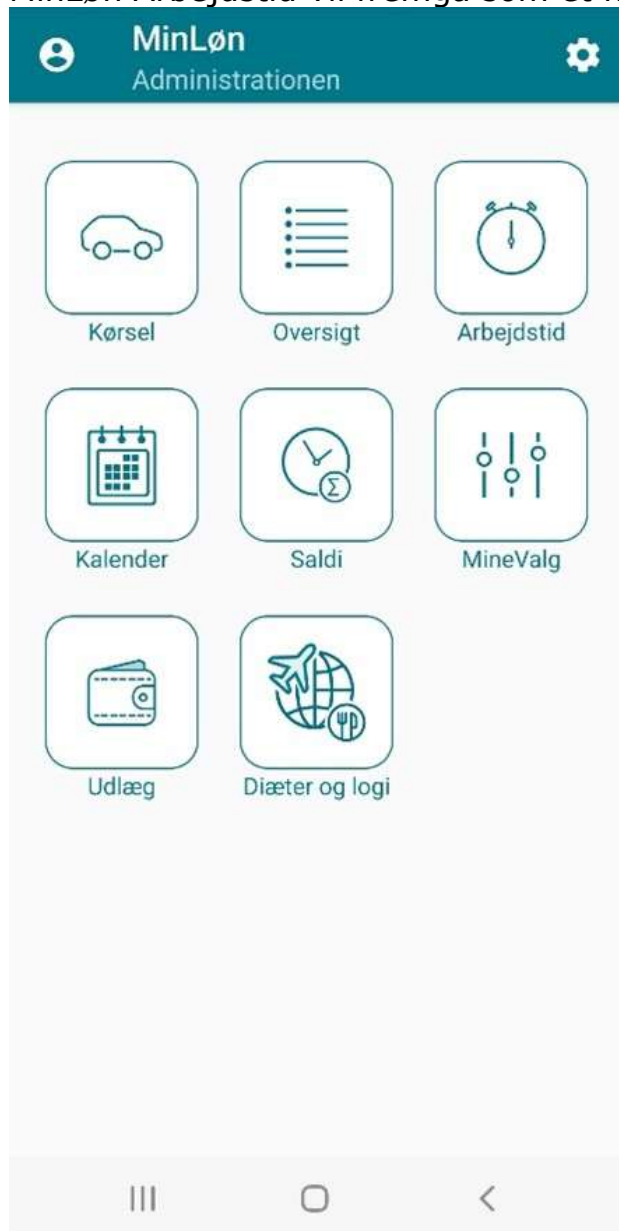 MinLøn
Administrationen
Kørsel
Oversigt
Arbejdstid
Kalender
Saldi
MineValg
Udlæg
Diæter og logi